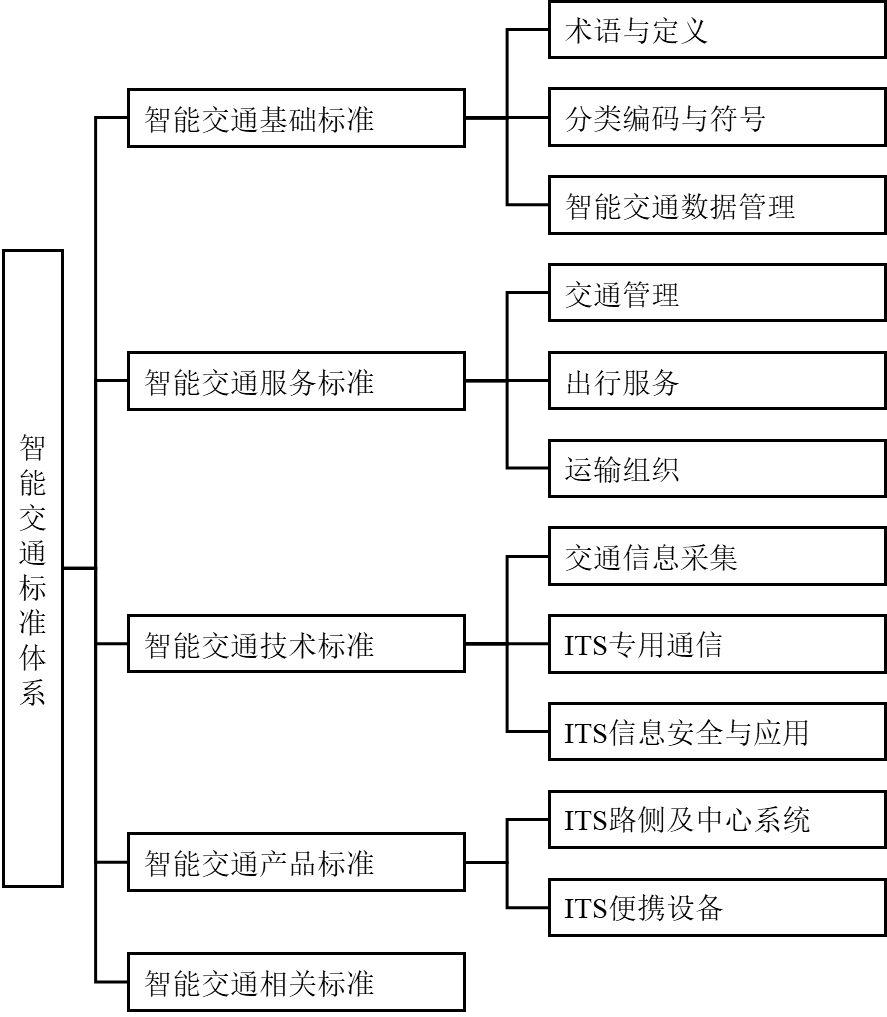 智能交通标准体系
智能交通基础标准
术语与定义
分类编码与符号
智能交通数据管理
智能交通服务标准
交通管理
出行服务
运输组织
智能交通技术标准
交通信息采集
ITS专用通信
ITS信息安全与应用
智能交通产品标准
ITS路侧及中心系统
ITS便携设备
智能交通相关标准